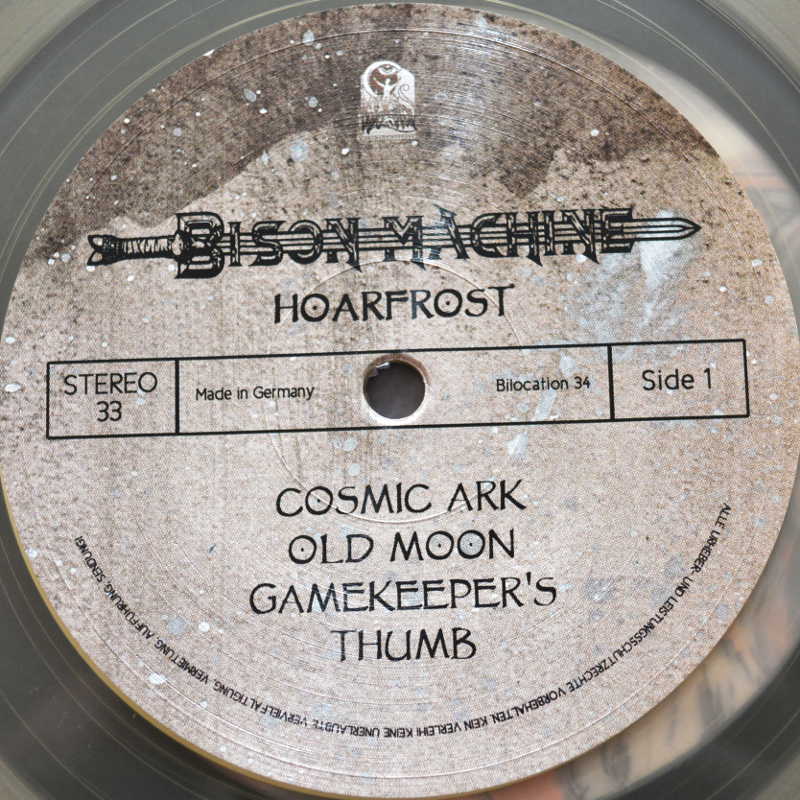 BISON MACHINE
HOARFROST
STEREO
33
Made in Germany
Bilocation 34
Side 1
COSMIC ARK
OLD MOON
GAMEKEEPER'S
THUMB
ALLE URHEBER- UND LEISTUNGSSCHUTZRECHTE VORBEHALTEN KEIN VERLEIH! KEINE UNERLAUBTE VERVIELFÄLTIGUNG, VERMIETUNG, AUFFÜHRUNG, SENDUNG!